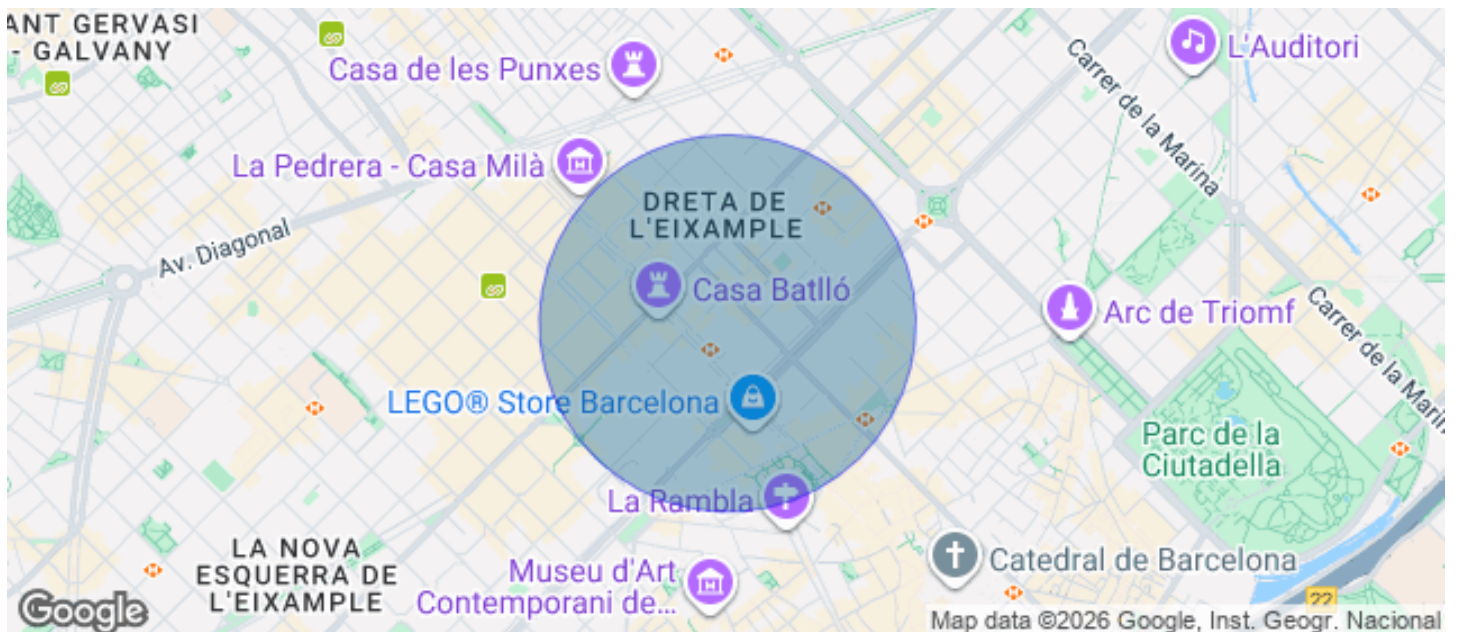 ANT GERVASI
- GALVANY
Casa de les Punxes
L'Auditori
Carrer de la Marina
La Pedrera - Casa Milà
DRETA DE
L'EIXAMPLE
Av. Diagonal
Casa Batlló
Arc de Triomf
Carrer de la Marin
LEGO® Store Barcelona
Parc de la
Ciutadella
La Rambla
LA NOVA
ESQUERRA DE
L'EIXAMPLE
Museu d'Art
Contemporani de...
Catedral de Barcelona
22
Google
Map data ©2026 Google, Inst. Geogr. Nacional